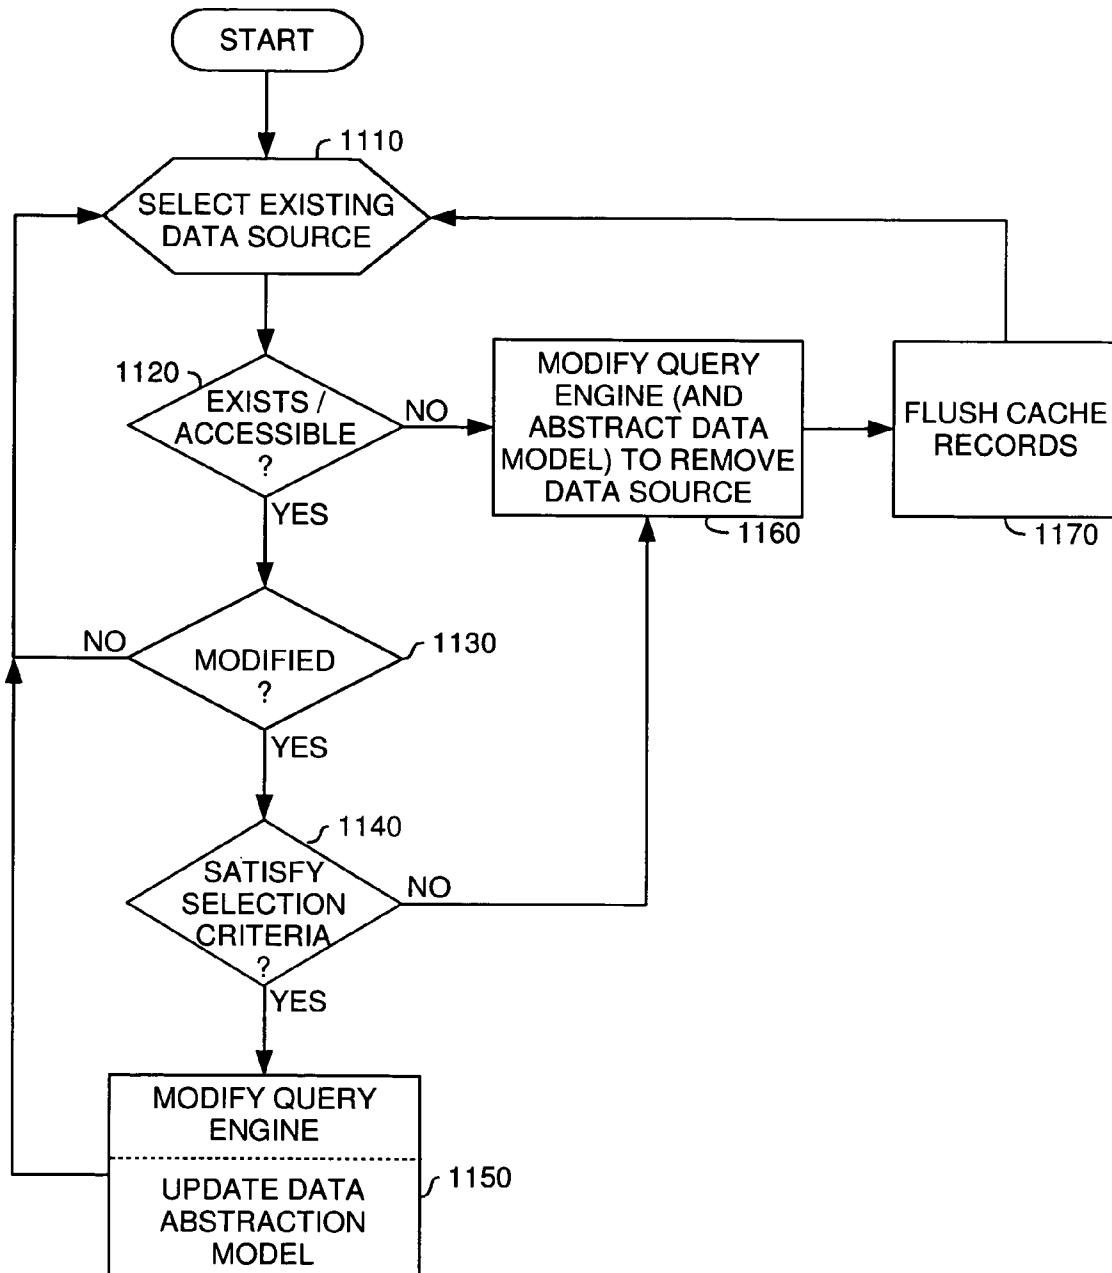 START
1110
SELECT EXISTING
DATA SOURCE
1120
EXISTS /
ACCESSIBLE
?
NO
YES
MODIFY QUERY
ENGINE (AND
ABSTRACT DATA
MODEL) TO REMOVE
DATA SOURCE
1160
FLUSH CACHE
RECORDS
1170
NO
MODIFIED
?
1130
YES
1140
SATISFY
SELECTION
CRITERIA
?
NO
YES
MODIFY QUERY
ENGINE
UPDATE DATA
ABSTRACTION
MODEL
1150